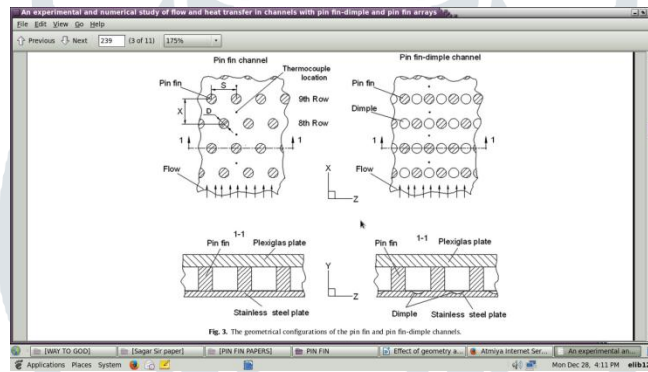 An experimental and numerical study of flow and heat transfer in channels with pin fin-dimple and pin fin arrays
File Edit View Go Help
Previous Next 239 (3 of 11) 175%
Pin fin channel
Pin fin-dimple channel
Thermocouple
location
Pin fin
S
X
D
9th Row
8th Row
1 1
Flow
X
Z
Pin fin
Dimple
1 1
Flow
1-1
Pin fin Plexiglas plate
Stainless steel plate
Y
Z
1-1
Pin fin Plexiglas plate
Dimple Stainless steel plate
Fig. 3. The geometrical configurations of the pin fin and pin fin-dimple channels.
[WAY TO GOD] [Sagar Sir paper] [PIN FIN PAPERS] PIN FIN Effect of geometry a... Atmiya Internet Ser... An experimental an...
Applications Places System Mon Dec 28, 4:11 PM elib12